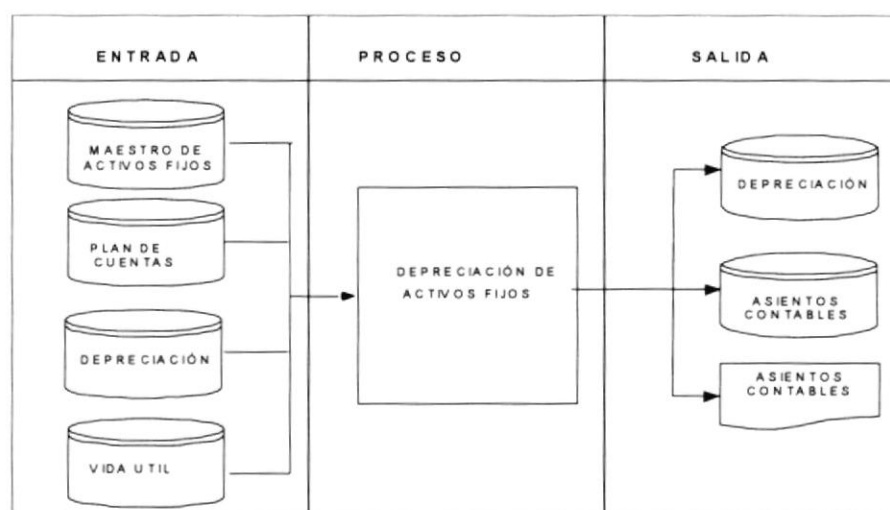 ENTRADA
PROCESO
SALIDA
MAESTRO DE
ACTIVOS FIJOS
PLAN DE
CUENTAS
DEPRECIACIÓN
VIDA UTIL
DEPRECIACIÓN DE
ACTIVOS FIJOS
DEPRECIACIÓN
ASIENTOS
CONTABLES
ASIENTOS
CONTABLES